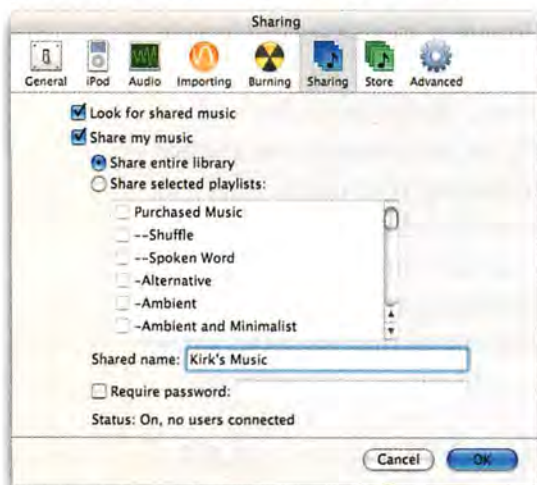 Sharing
General iPod Audio Importing Burning Sharing Store Advanced
Look for shared music
Share my music
Share entire library
Share selected playlists:
Purchased Music
--Shuffle
--Spoken Word
-Alternative
-Ambient
-Ambient and Minimalist
Shared name: Kirk's Music
Require password:
Status: On, no users connected
Cancel OK